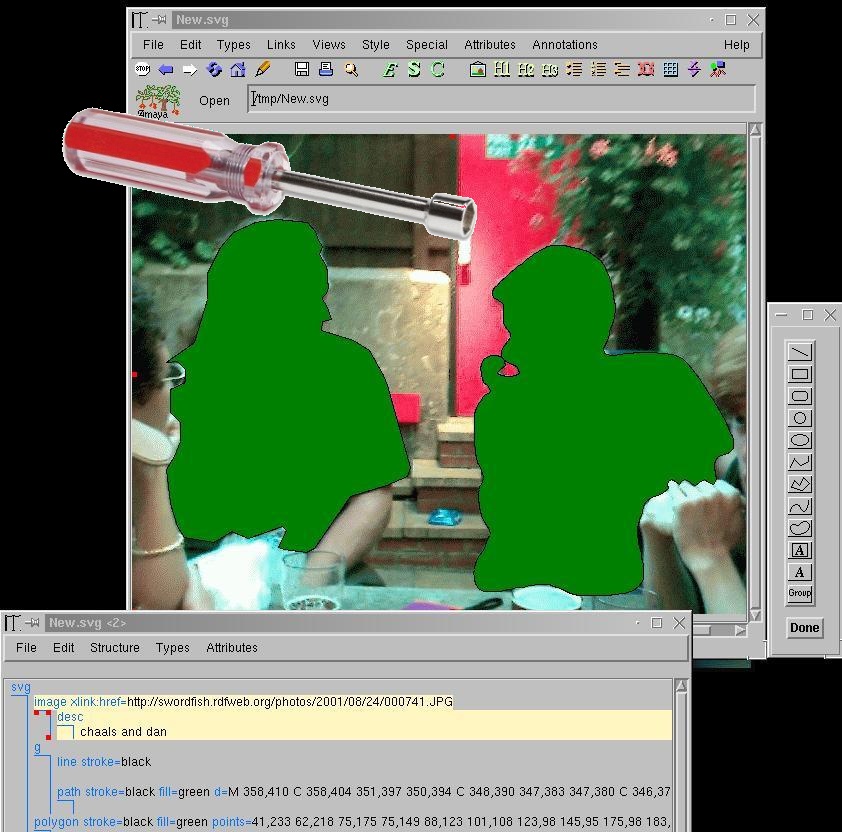 New.svg
File Edit Types Links Views Style Special Attributes Annotations Help
STOP E S C H1 H2 H3
Amaya Open /tmp/New.svg
A
A
Group
Done
New.svg <2>
File Edit Structure Types Attributes
svg
image xlink:href=http://swordfish.rdfweb.org/photos/2001/08/24/000741.JPG
desc
chaals and dan
g
line stroke=black
path stroke=black fill=green d=M 358,410 C 358,404 351,397 350,394 C 348,390 347,383 347,380 C 346,37
polygon stroke=black fill=green points=41,233 62,218 75,175 75,149 88,123 101,108 123,98 145,95 175,98 183,